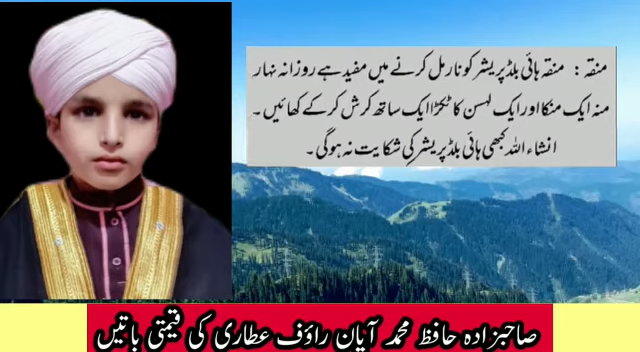 منقہ : منقہ ہائی بلڈ پریشر کو نارمل کرنے میں مفید ہے روزانہ نہار
منہ ایک منکا اور ایک لہسن کا ٹکڑا ایک ساتھ کرش کر کے کھائیں ۔
انشاء اللہ کبھی ہائی بلڈ پریشر کی شکایت نہ ہوگی ۔
صاحبزادہ حافظ محمد آیان راؤف عطاری کی قیمتی باتیں